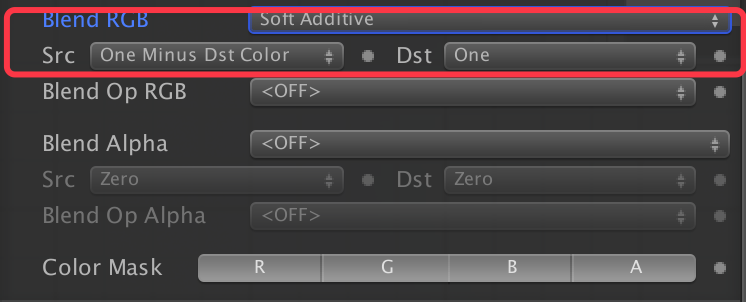 Blend RGB Soft Additive
Src One Minus Dst Color Dst One
Blend Op RGB <OFF>
Blend Alpha <OFF>
Src Zero Dst Zero
Blend Op Alpha <OFF>
Color Mask R G B A